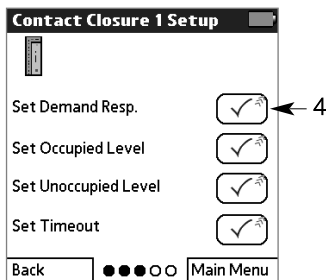 Contact Closure 1 Setup
Set Demand Resp.
4
Set Occupied Level
Set Unoccupied Level
Set Timeout
Back
Main Menu